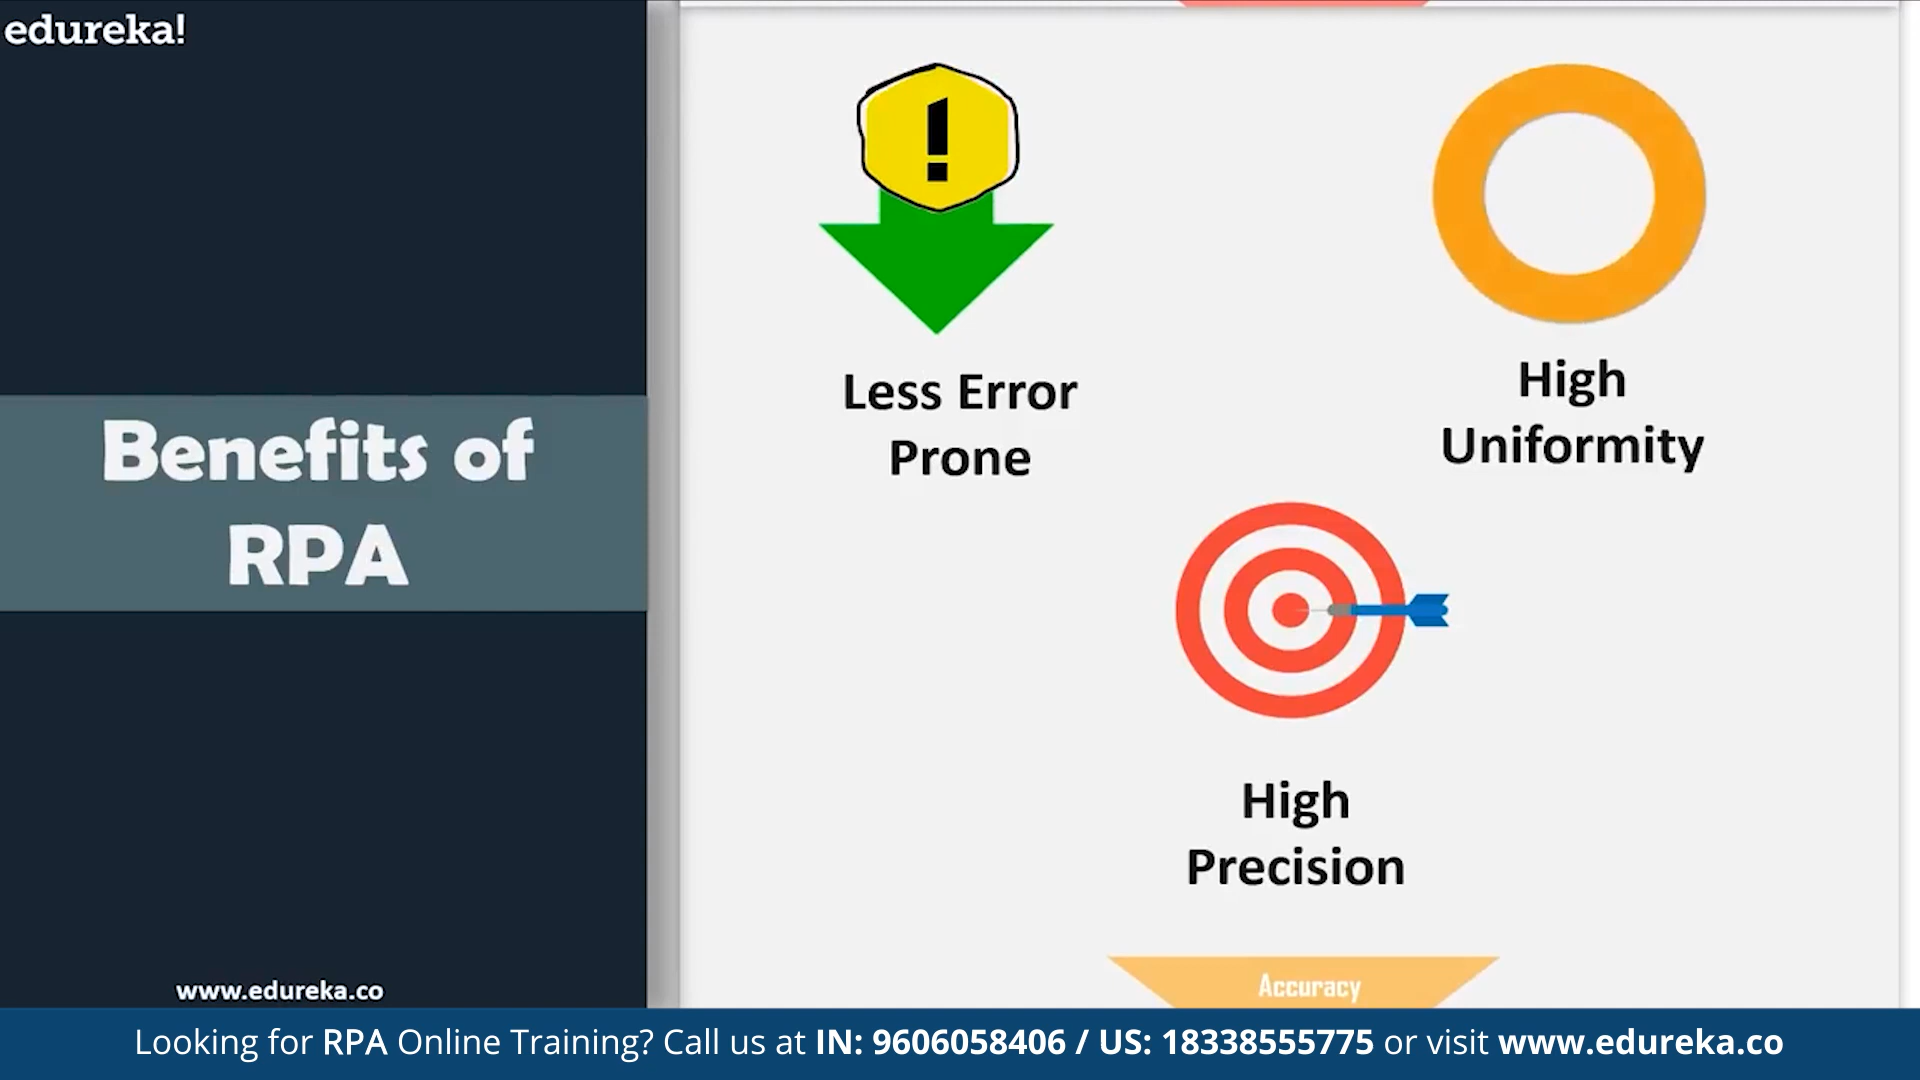 edureka!
Benefits of
RPA
www.edureka.co
!
Less Error
Prone
High
Uniformity
High
Precision
Accuracy
Looking for RPA Online Training? Call us at IN: 9606058406 / US: 18338555775 or visit www.edureka.co